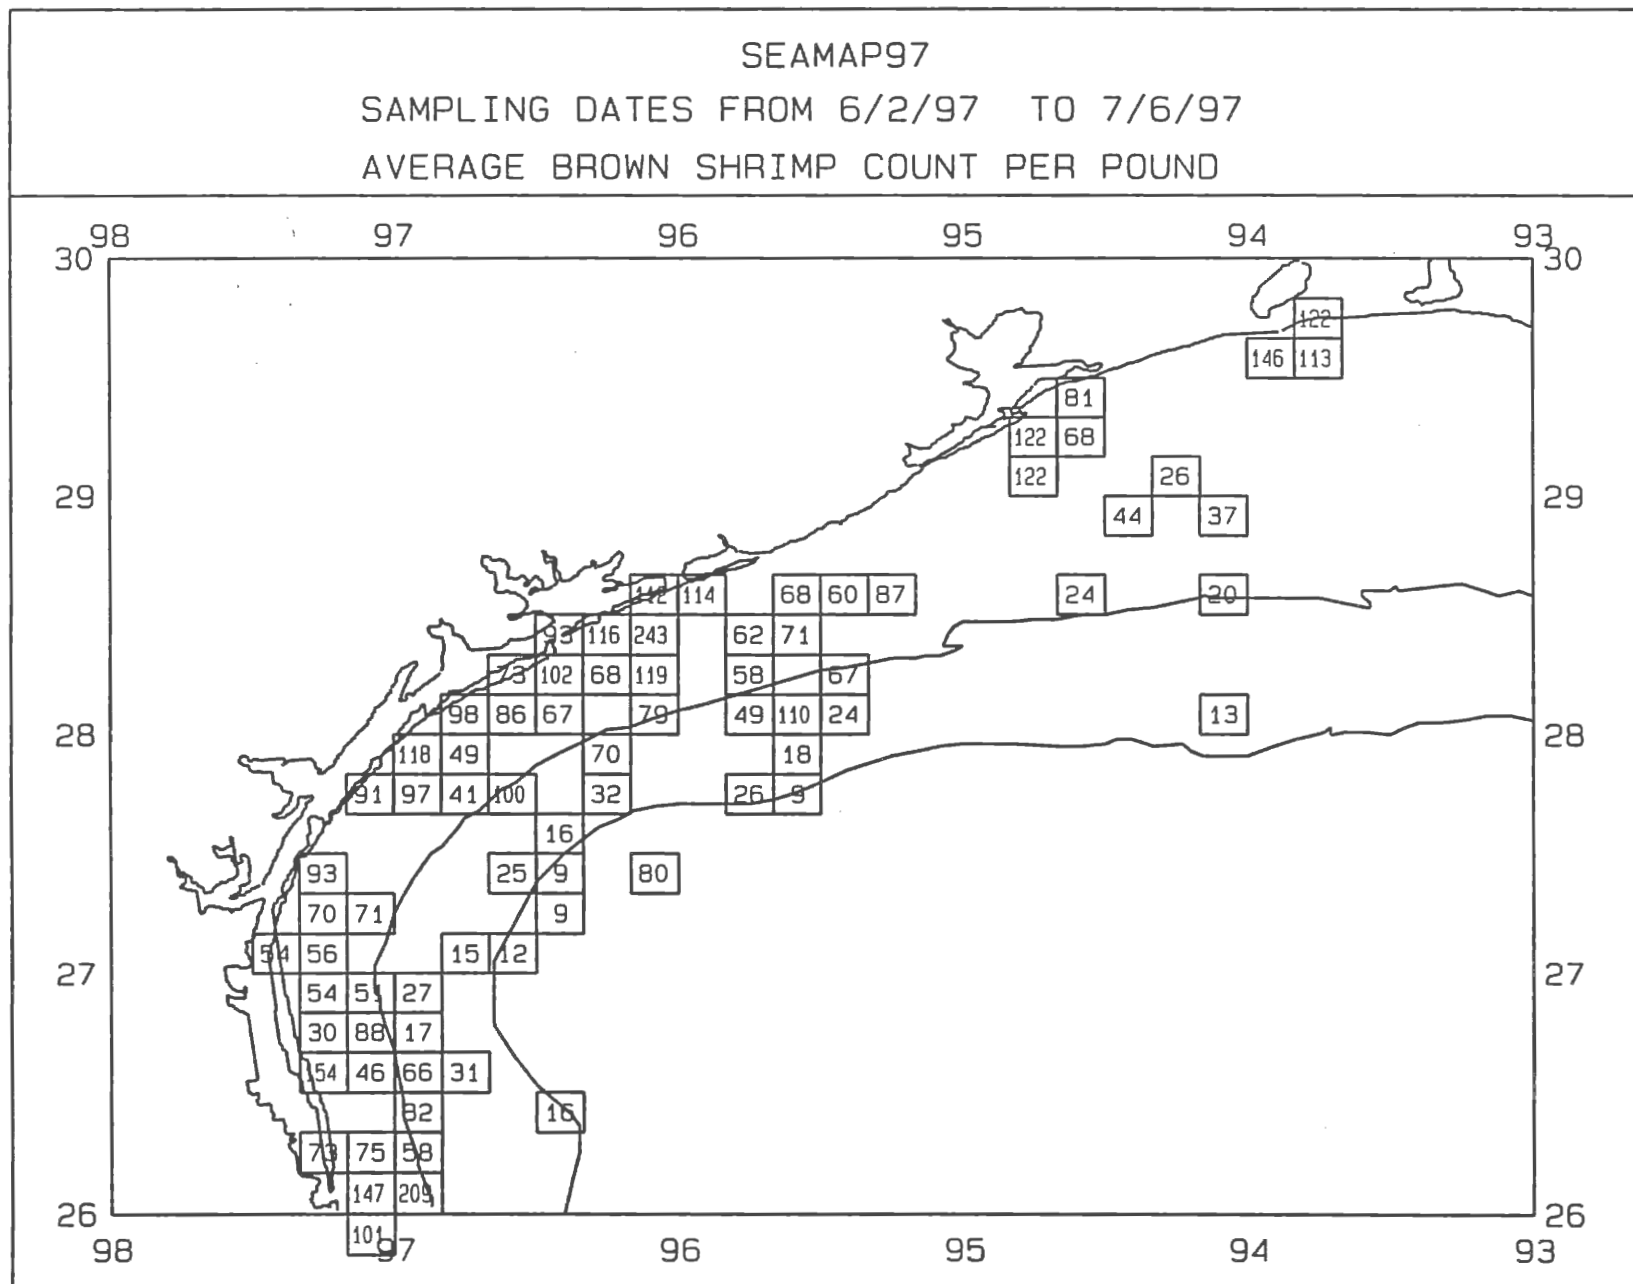 SEAMAP97
SAMPLING DATES FROM 6/2/97 TO 7/6/97
AVERAGE BROWN SHRIMP COUNT PER POUND
98 97 96 95 94 93
30 30
122
146 113
81
122 68
122 26
29 44 37 29
112 114 68 60 87 24 20
93 116 243 62 71
73 102 68 119 58 67
98 86 67 79 49 110 24 13
28 118 49 70 18 28
91 97 41 100 32 26 9
16
93 25 9 80
70 71 9
54 56 15 12
27 27
54 51 27
30 88 17
154 46 66 31
82 16
73 75 58
147 209
26 26
101
98 97 96 95 94 93